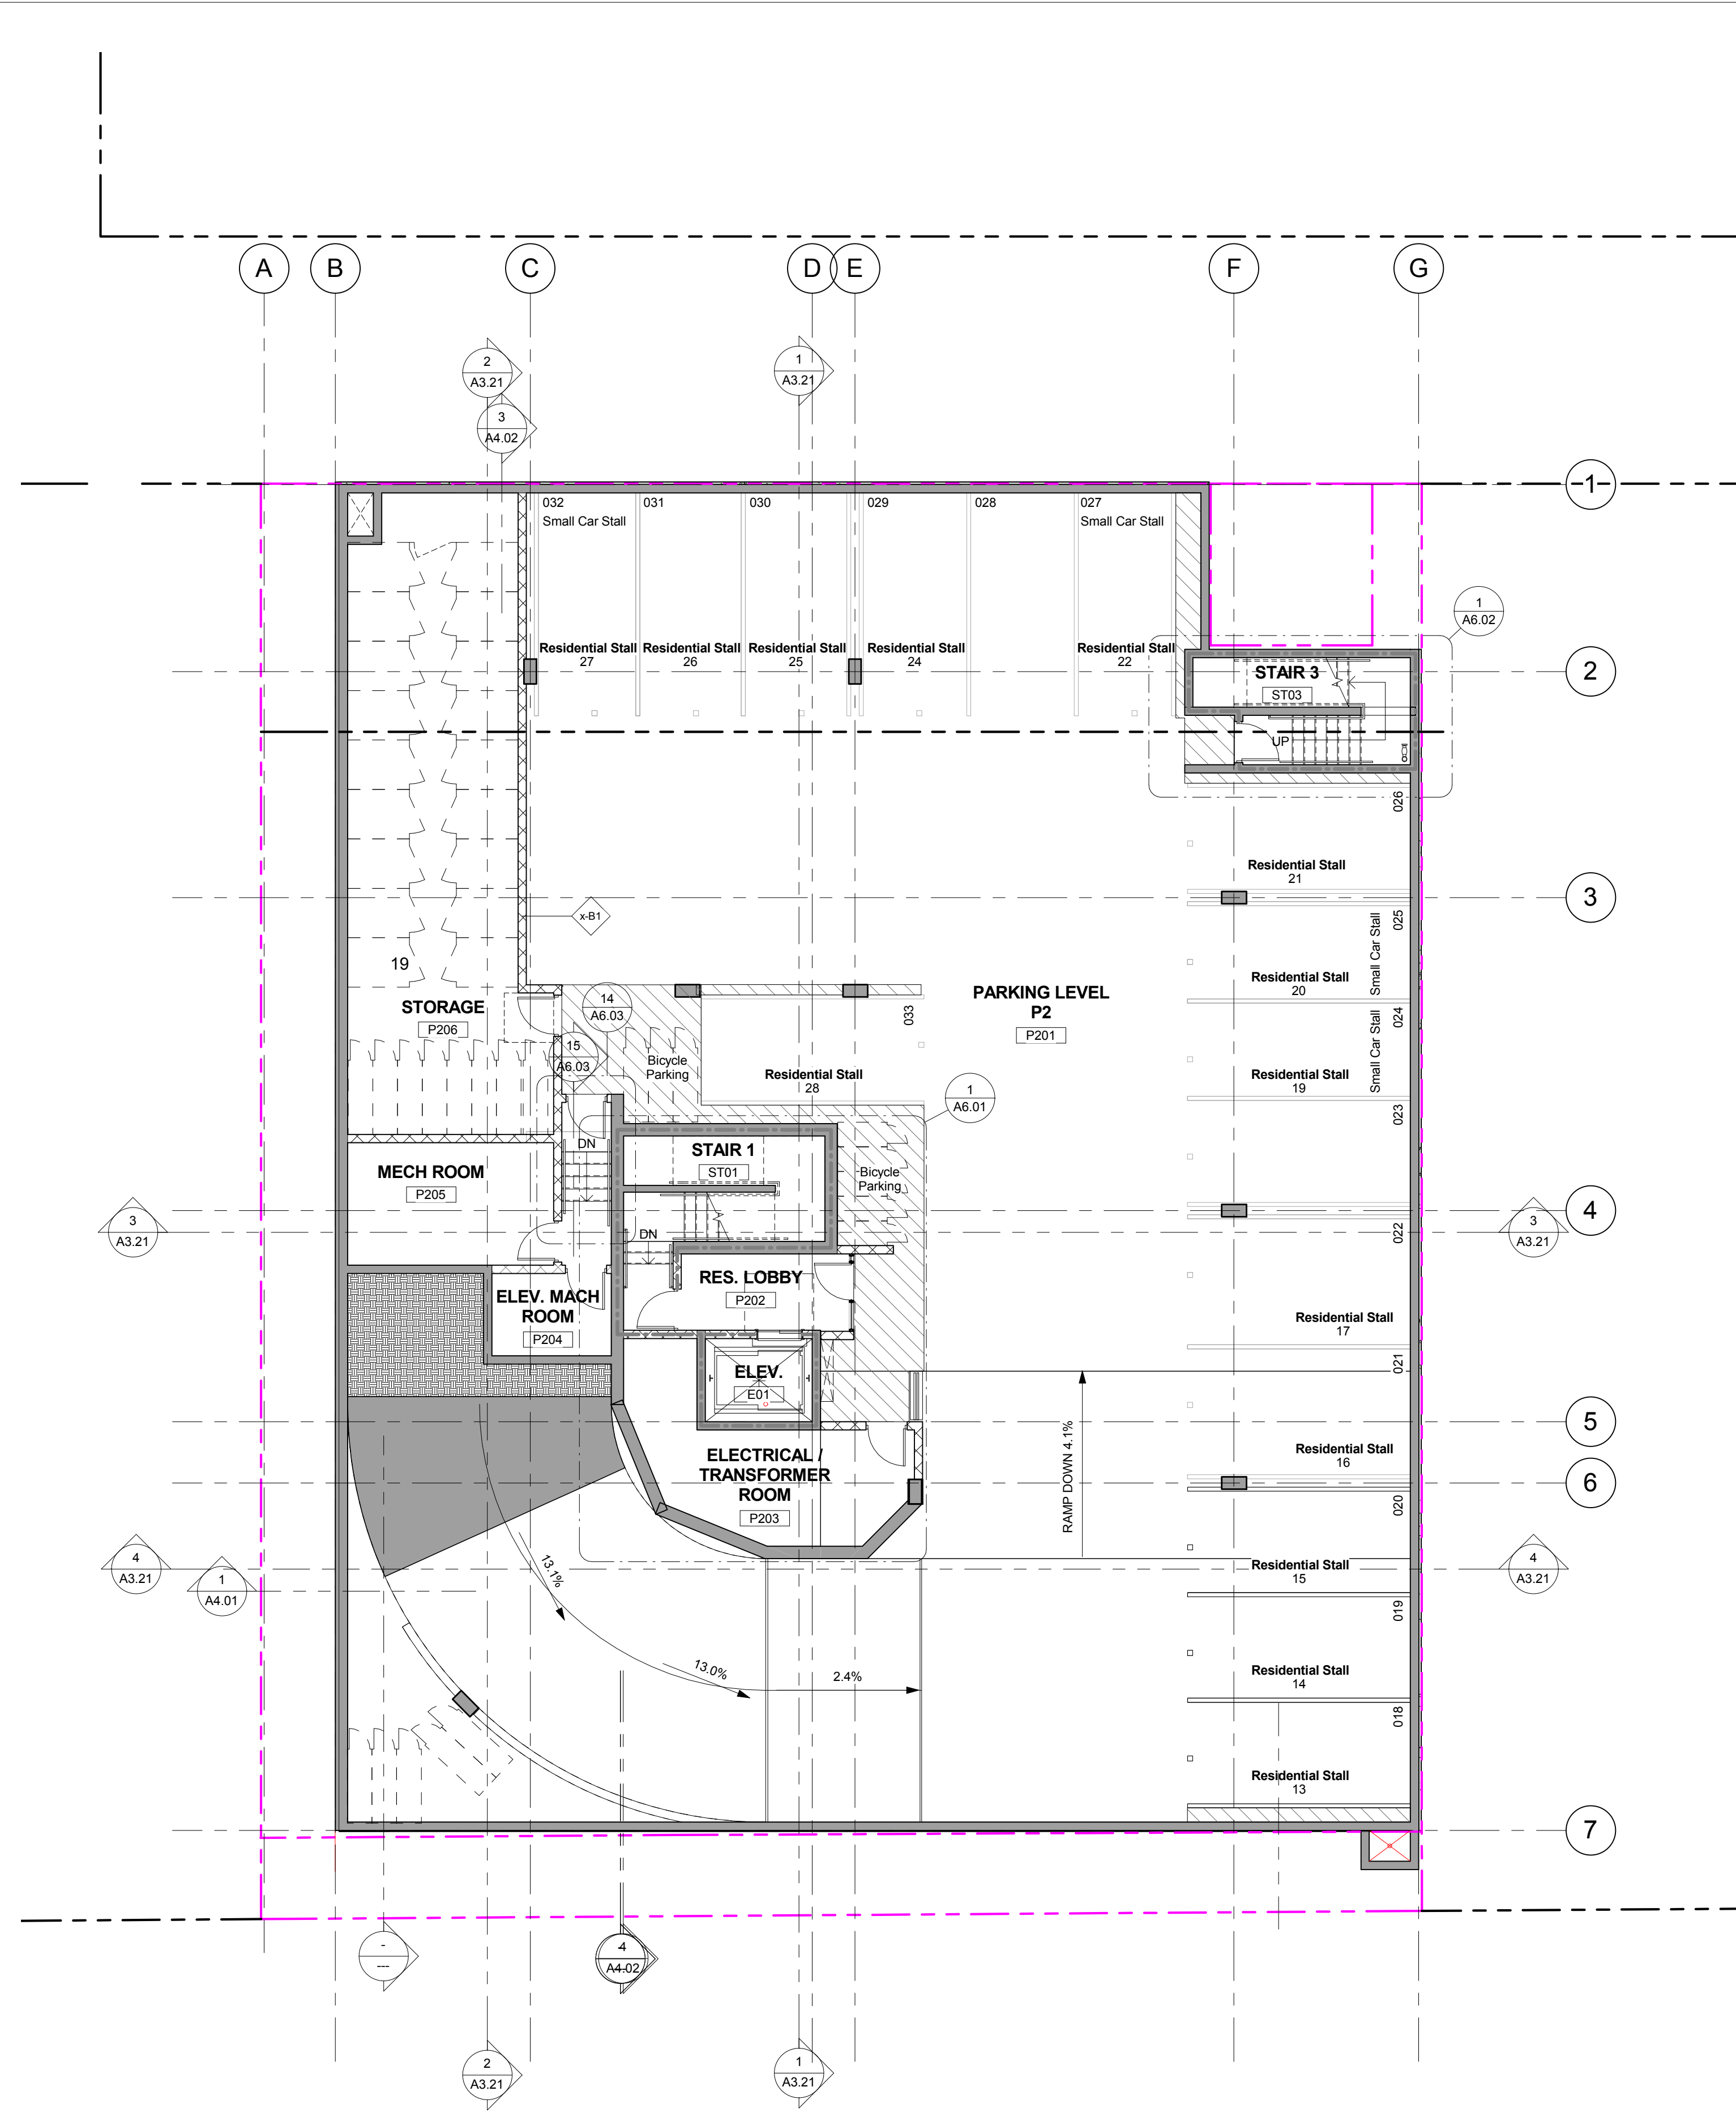 A B C D E F G
2
A3.21
1
A3.21
3
A4.02
1
032 031 030 029 028 027
Small Car Stall
Small Car Stall
1
A6.02
Residential Stall
27
Residential Stall
26
Residential Stall
25
Residential Stall
24
Residential Stall
22
2
STAIR 3
ST03
UP
026
Residential Stall
21
3
x-B1
025
Small Car Stall
19
STORAGE
P206
14
A6.03
15
A6.03
Bicycle
Parking
033
PARKING LEVEL
P2
P201
Residential Stall
20
024
Small Car Stall
Residential Stall
28
Residential Stall
19
1
A6.01
023
DN
STAIR 1
ST01
MECH ROOM
P205
Bicycle
Parking
3
A3.21
4
022
3
A3.21
DN
RES. LOBBY
P202
ELEV. MACH
ROOM
P204
Residential Stall
17
021
ELEV.
E01
5
RAMP DOWN 4.1%
ELECTRICAL /
TRANSFORMER
ROOM
P203
Residential Stall
16
6
020
4
A3.21
1
A4.01
13.1%
Residential Stall
15
4
A3.21
019
13.0%
2.4%
Residential Stall
14
018
Residential Stall
13
7
-
---
4
A4.02
2
A3.21
1
A3.21